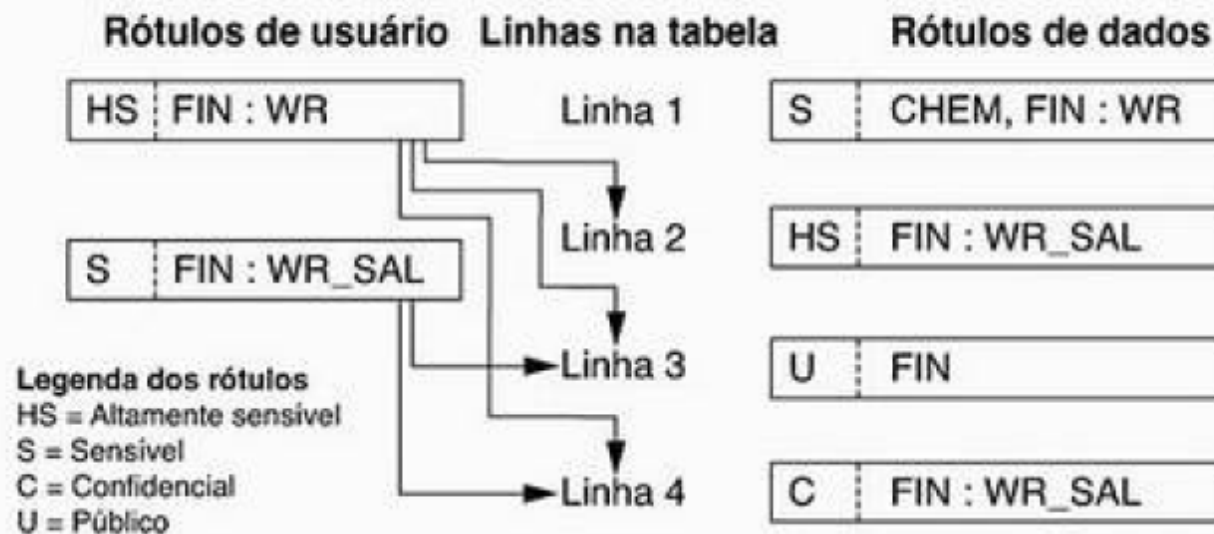 Rótulos de usuário Linhas na tabela Rótulos de dados
HS FIN : WR Linha 1 S CHEM, FIN : WR
Linha 2 HS FIN : WR_SAL
S FIN : WR_SAL
Linha 3 U FIN
Legenda dos rótulos
HS = Altamente sensível
S = Sensível
C = Confidencial Linha 4 C FIN : WR_SAL
U = Público